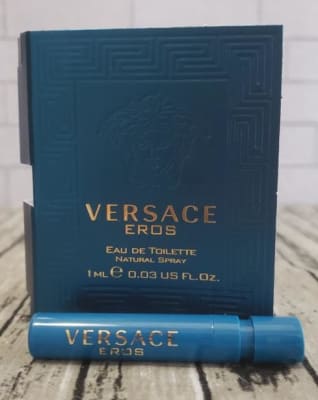 VERSACE
EROS
EAU DE TOILETTE
NATURAL SPRAY
1 ML ℮ 0.03 US FL.OZ.
VERSACE
EROS